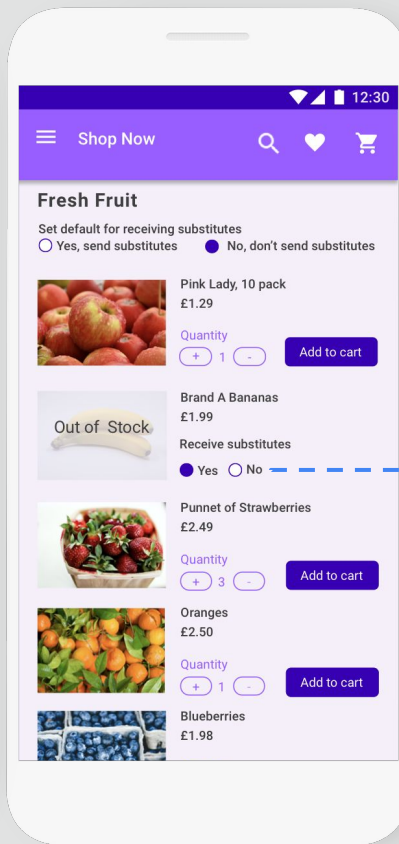 12:30
Shop Now
Fresh Fruit
Set default for receiving substitutes
Yes, send substitutes No, don't send substitutes
Pink Lady, 10 pack
£1.29
Quantity
+ 1 -
Add to cart
Out of Stock
Brand A Bananas
£1.99
Receive substitutes
Yes No
Punnet of Strawberries
£2.49
Quantity
+ 3 -
Add to cart
Oranges
£2.50
Quantity
+ 1 -
Add to cart
Blueberries
£1.98